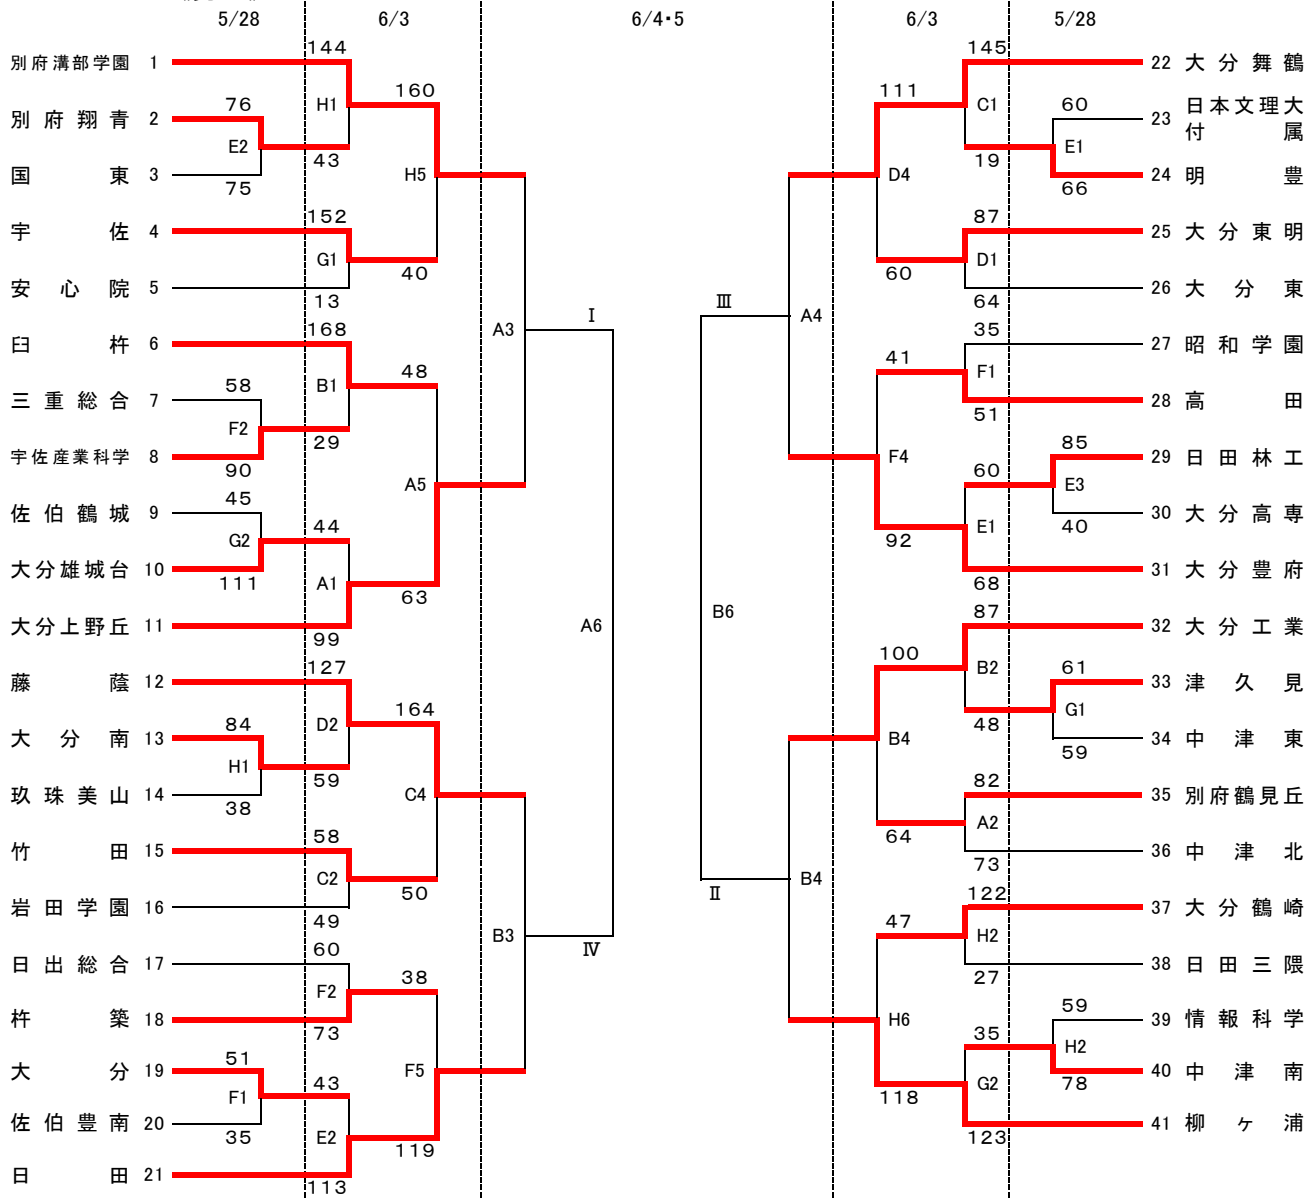 5/28 6/3 6/4・5 6/3 5/28
別府溝部学園 1
別府翔青 2
国東 3
宇佐 4
安心院 5
臼杵 6
三重総合 7
宇佐産業科学 8
佐伯鶴城 9
大分雄城台 10
大分上野丘 11
藤蔭 12
大分南 13
玖珠美山 14
竹田 15
岩田学園 16
日出総合 17
杵築 18
大分 19
佐伯豊南 20
日田 21
76
E2
75
58
F2
90
45
G2
111
84
H1
38
51
F1
35
144
H1
43
152
G1
13
168
B1
29
44
A1
99
127
D2
59
58
C2
49
60
F2
73
43
E2
113
160
H5
40
48
A5
63
164
C4
50
38
F5
119
A3
B3
Ⅰ
A6
Ⅳ
Ⅲ
B6
Ⅱ
A4
B4
111
D4
60
41
F4
92
100
B4
64
47
H6
118
145
C1
19
87
D1
64
35
F1
51
60
E1
68
87
B2
48
82
A2
73
122
H2
27
35
G2
123
60
E1
66
85
E3
40
61
G1
59
59
H2
78
22 大分舞鶴
23 日本文理大
付属
24 明豊
25 大分東明
26 大分東
27 昭和学園
28 高田
29 日田林工
30 大分高専
31 大分豊府
32 大分工業
33 津久見
34 中津東
35 別府鶴見丘
36 中津北
37 大分鶴崎
38 日田三隈
39 情報科学
40 中津南
41 柳ヶ浦